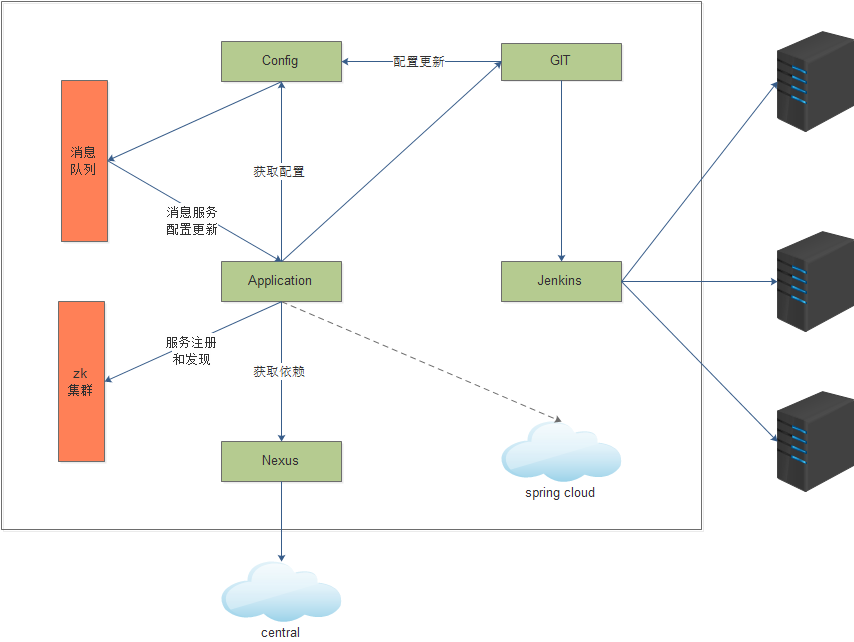 Config
配置更新
GIT
消息
队列
获取配置
消息服务
配置更新
Application
Jenkins
服务注册
和发现
zk
集群
获取依赖
Nexus
spring cloud
central